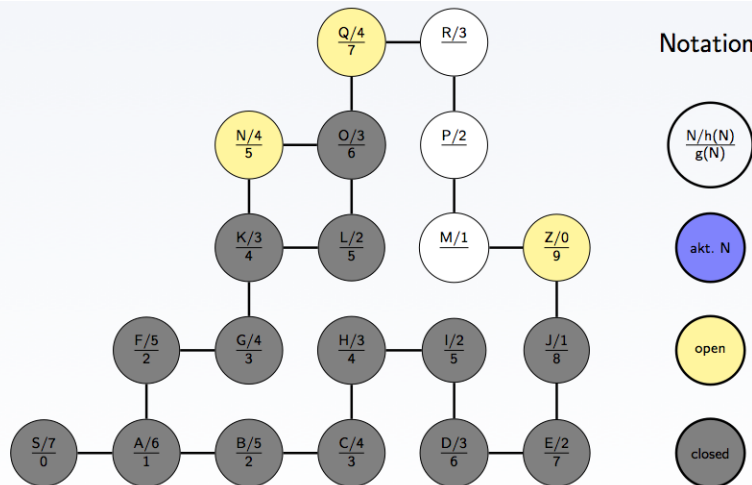 Q/4
7
R/3
Notation
N/4
5
O/3
6
P/2
N/h(N)
g(N)
K/3
4
L/2
5
M/1
Z/0
9
akt. N
F/5
2
G/4
3
H/3
4
I/2
5
J/1
8
open
S/7
0
A/6
1
B/5
2
C/4
3
D/3
6
E/2
7
closed